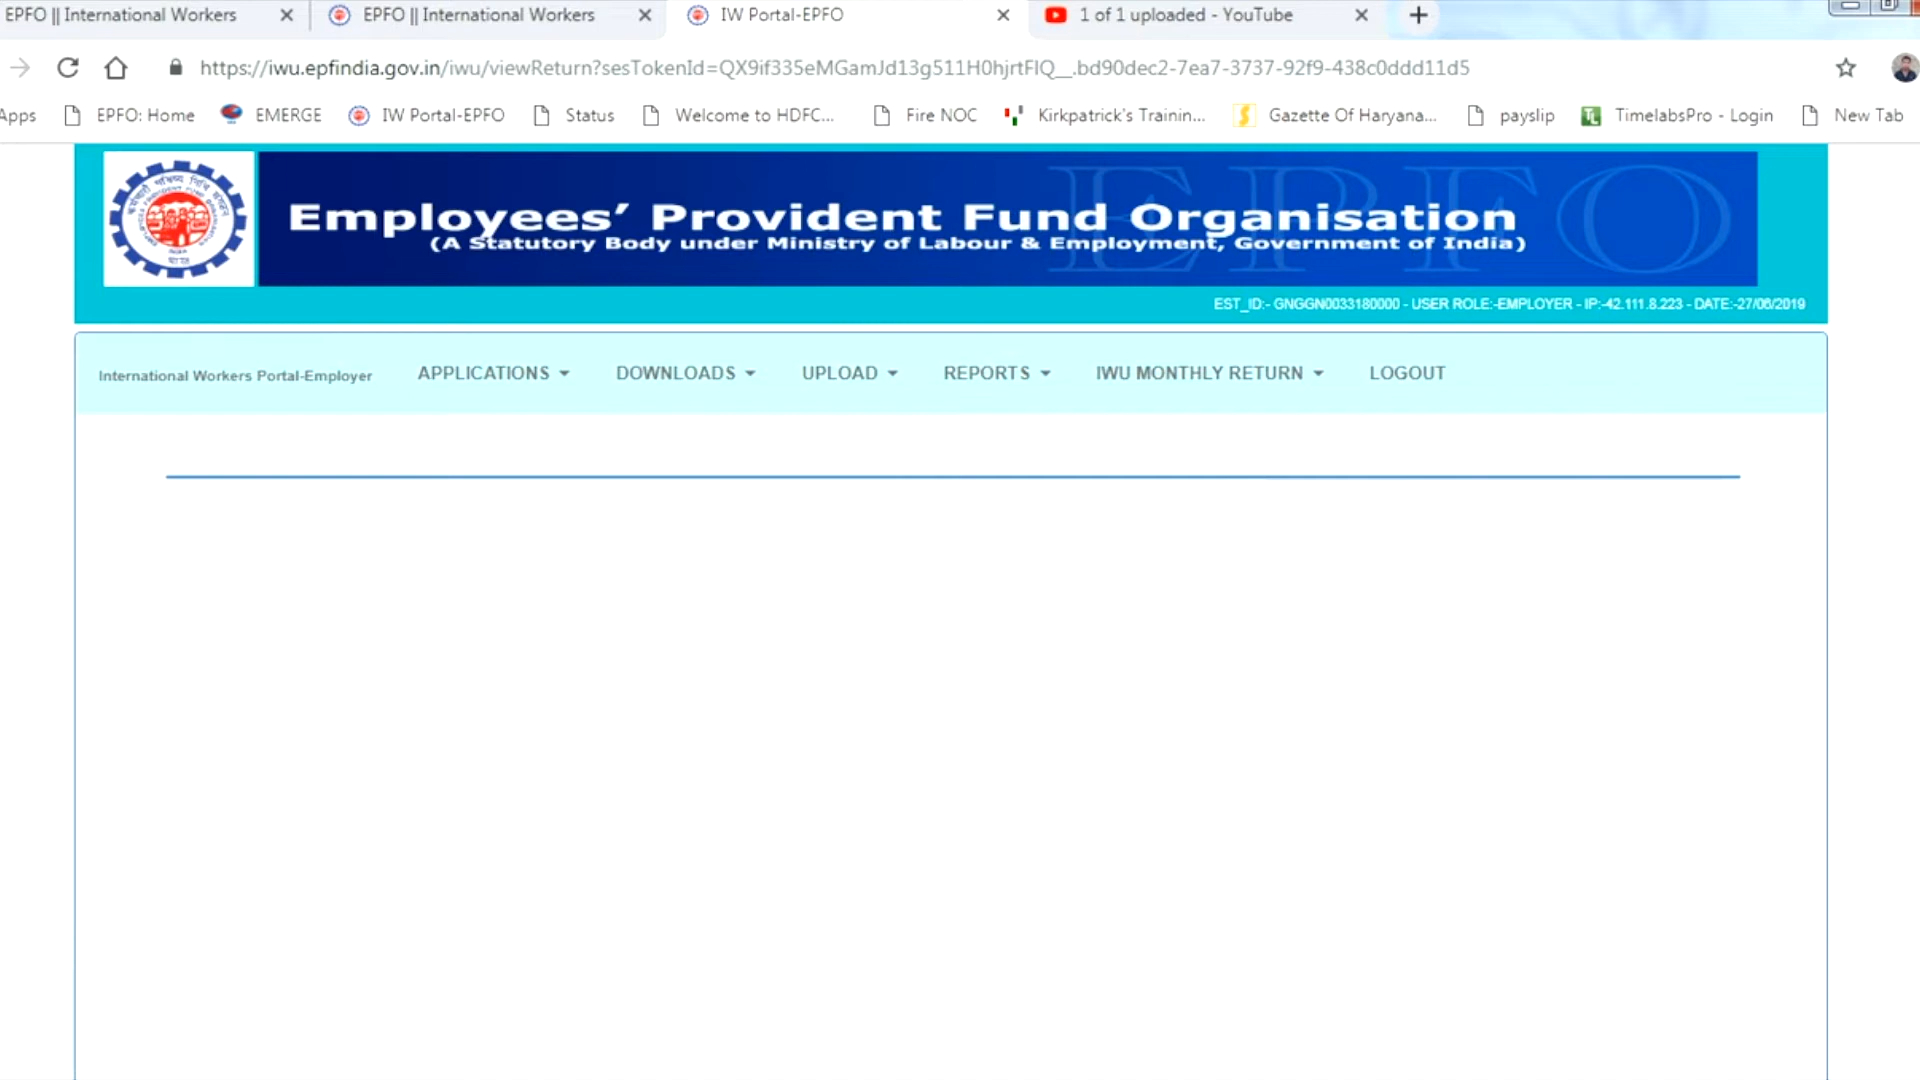 EPFO || International Workers
EPFO || International Workers
IW Portal-EPFO
1 of 1 uploaded - YouTube
https://iwu.epfindia.gov.in/iwu/viewReturn?sesTokenId=QX9if335eMGamJd13g511H0hjrtFlQ__.bd90dec2-7ea7-3737-92f9-438c0ddd11d5
Apps
EPFO: Home
EMERGE
IW Portal-EPFO
Status
Welcome to HDFC...
Fire NOC
Kirkpatrick's Trainin...
Gazette Of Haryana...
payslip
TimelabsPro - Login
New Tab
EPFO
Employees' Provident Fund Organisation
(A Statutory Body under Ministry of Labour & Employment, Government of India)
EST_ID:- GNGGN0033180000 - USER ROLE:-EMPLOYER - IP:-42.111.8.223 - DATE:-27/06/2019
International Workers Portal-Employer
APPLICATIONS
DOWNLOADS
UPLOAD
REPORTS
IWU MONTHLY RETURN
LOGOUT